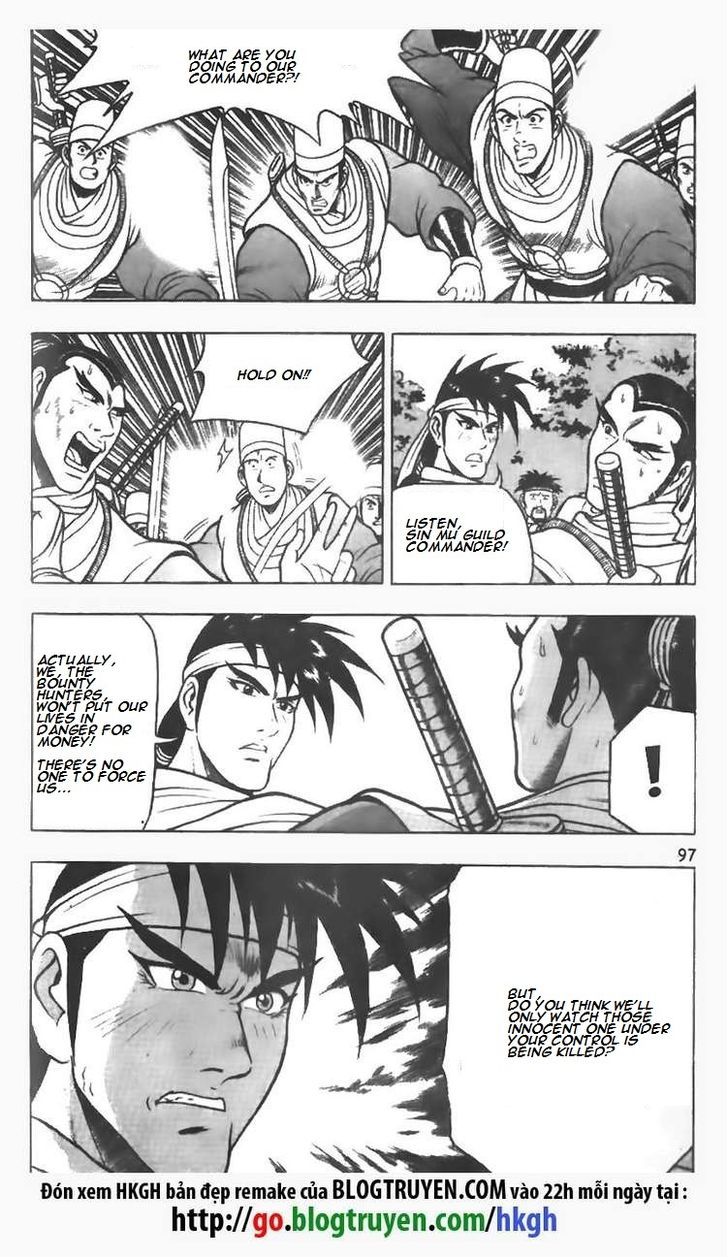 WHAT ARE YOU
DOING TO OUR
COMMANDER?!
HOLD ON!!
LISTEN,
SIN MU GUILD
COMMANDER!
ACTUALLY,
WE, THE
BOUNTY
HUNTERS,
WON'T PUT OUR
LIVES IN
DANGER FOR
MONEY!
THERE'S NO
ONE TO FORCE
US...
!
97
BUT,
DO YOU THINK WE'LL
ONLY WATCH THOSE
INNOCENT ONE UNDER
YOUR CONTROL IS
BEING KILLED?
Đón xem HKGH bản đẹp remake của BLOGTRUYEN.COM vào 22h mỗi ngày tại :
http://go.blogtruyen.com/hkgh